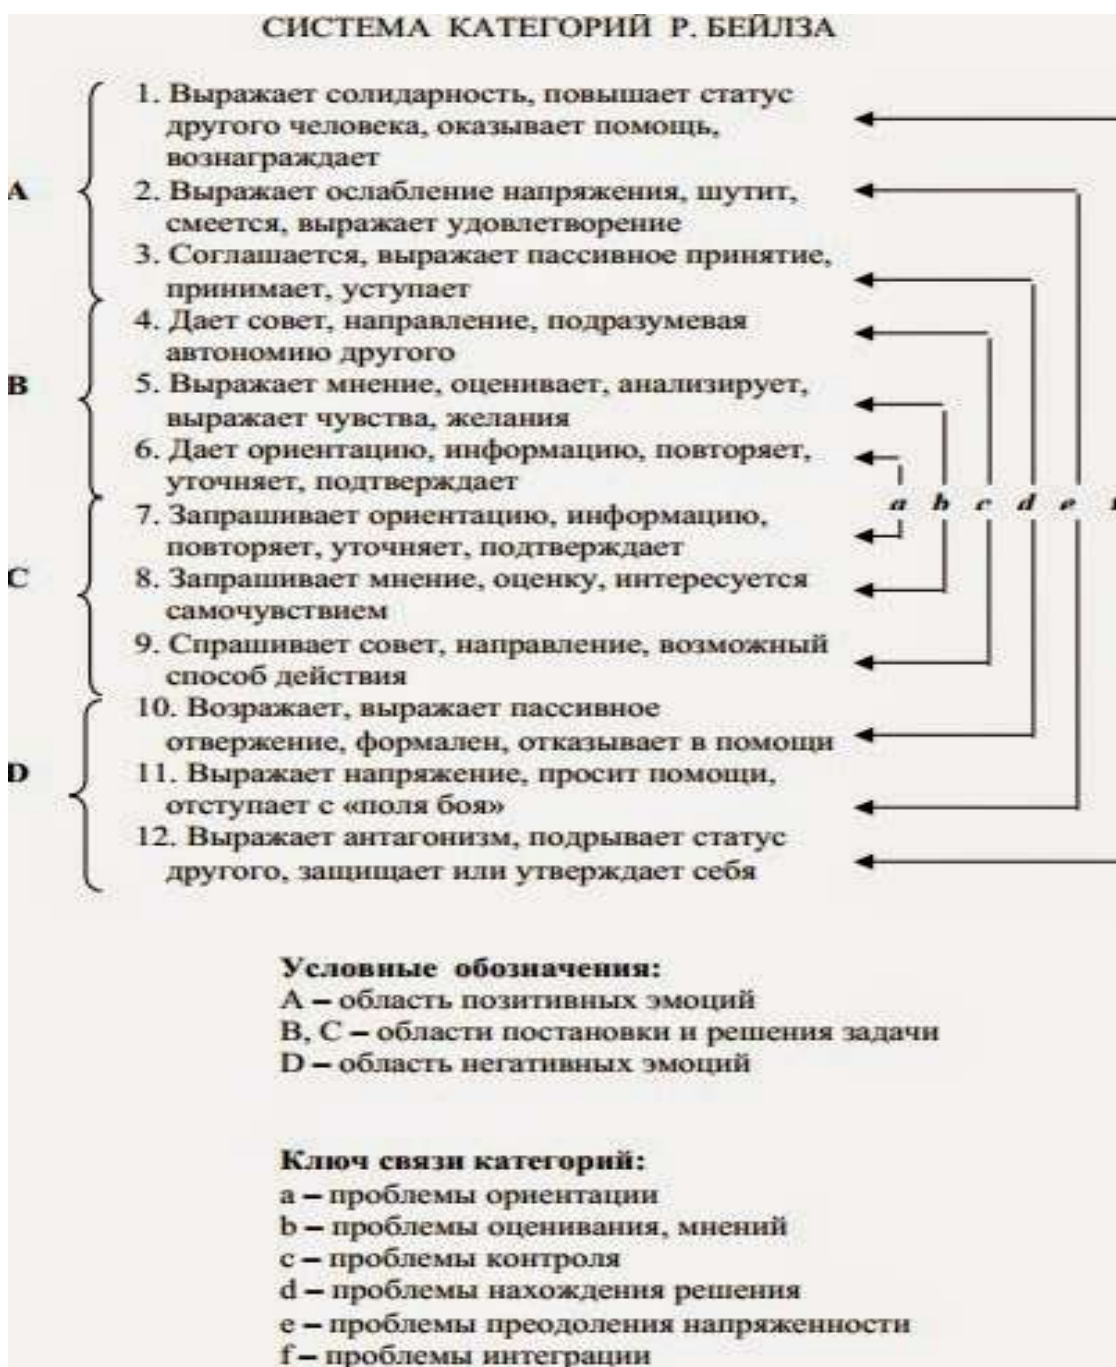 СИСТЕМА КАТЕГОРИЙ Р. БЕЙЛЗА
1. Выражает солидарность, повышает статус
другого человека, оказывает помощь,
вознаграждает
A
2. Выражает ослабление напряжения, шутит,
смеется, выражает удовлетворение
3. Соглашается, выражает пассивное принятие,
принимает, уступает
4. Дает совет, направление, подразумевая
автономию другого
B
5. Выражает мнение, оценивает, анализирует,
выражает чувства, желания
6. Дает ориентацию, информацию, повторяет,
уточняет, подтверждает
a b c d e
7. Запрашивает ориентацию, информацию,
повторяет, уточняет, подтверждает
C
8. Запрашивает мнение, оценку, интересуется
самочувствием
9. Спрашивает совет, направление, возможный
способ действия
10. Возражает, выражает пассивное
отвержение, формален, отказывает в помощи
D
11. Выражает напряжение, просит помощи,
отступает с «поля боя»
12. Выражает антагонизм, подрывает статус
другого, защищает или утверждает себя
Условные обозначения:
A – область позитивных эмоций
B, C – области постановки и решения задачи
D – область негативных эмоций
Ключ связи категорий:
a – проблемы ориентации
b – проблемы оценивания, мнений
c – проблемы контроля
d – проблемы нахождения решения
e – проблемы преодоления напряженности
f – проблемы интеграции